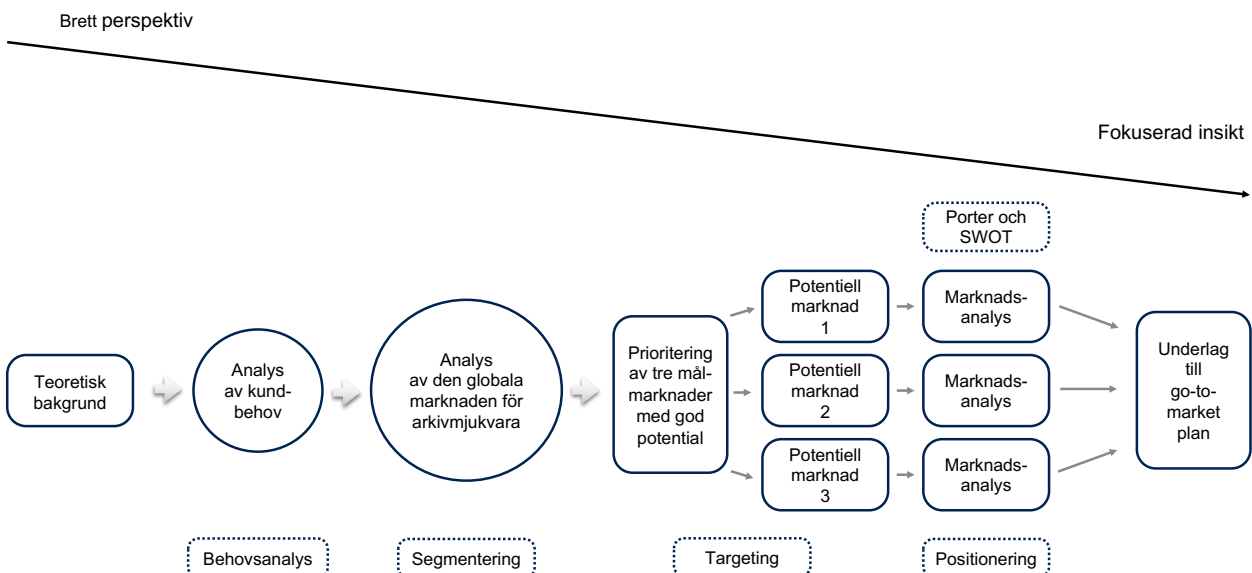 Brett perspektiv
Fokuserad insikt
Porter och
SWOT
Teoretisk
bakgrund
Analys
av kund-
behov
Analys
av den globala
marknaden för
arkivmjukvara
Prioritering
av tre mål-
marknader
med god
potential
Potentiell
marknad
1
Marknads-
analys
Potentiell
marknad
2
Marknads-
analys
Potentiell
marknad
3
Marknads-
analys
Underlag
till
go-to-
market
plan
Behovsanalys
Segmentering
Targeting
Positionering